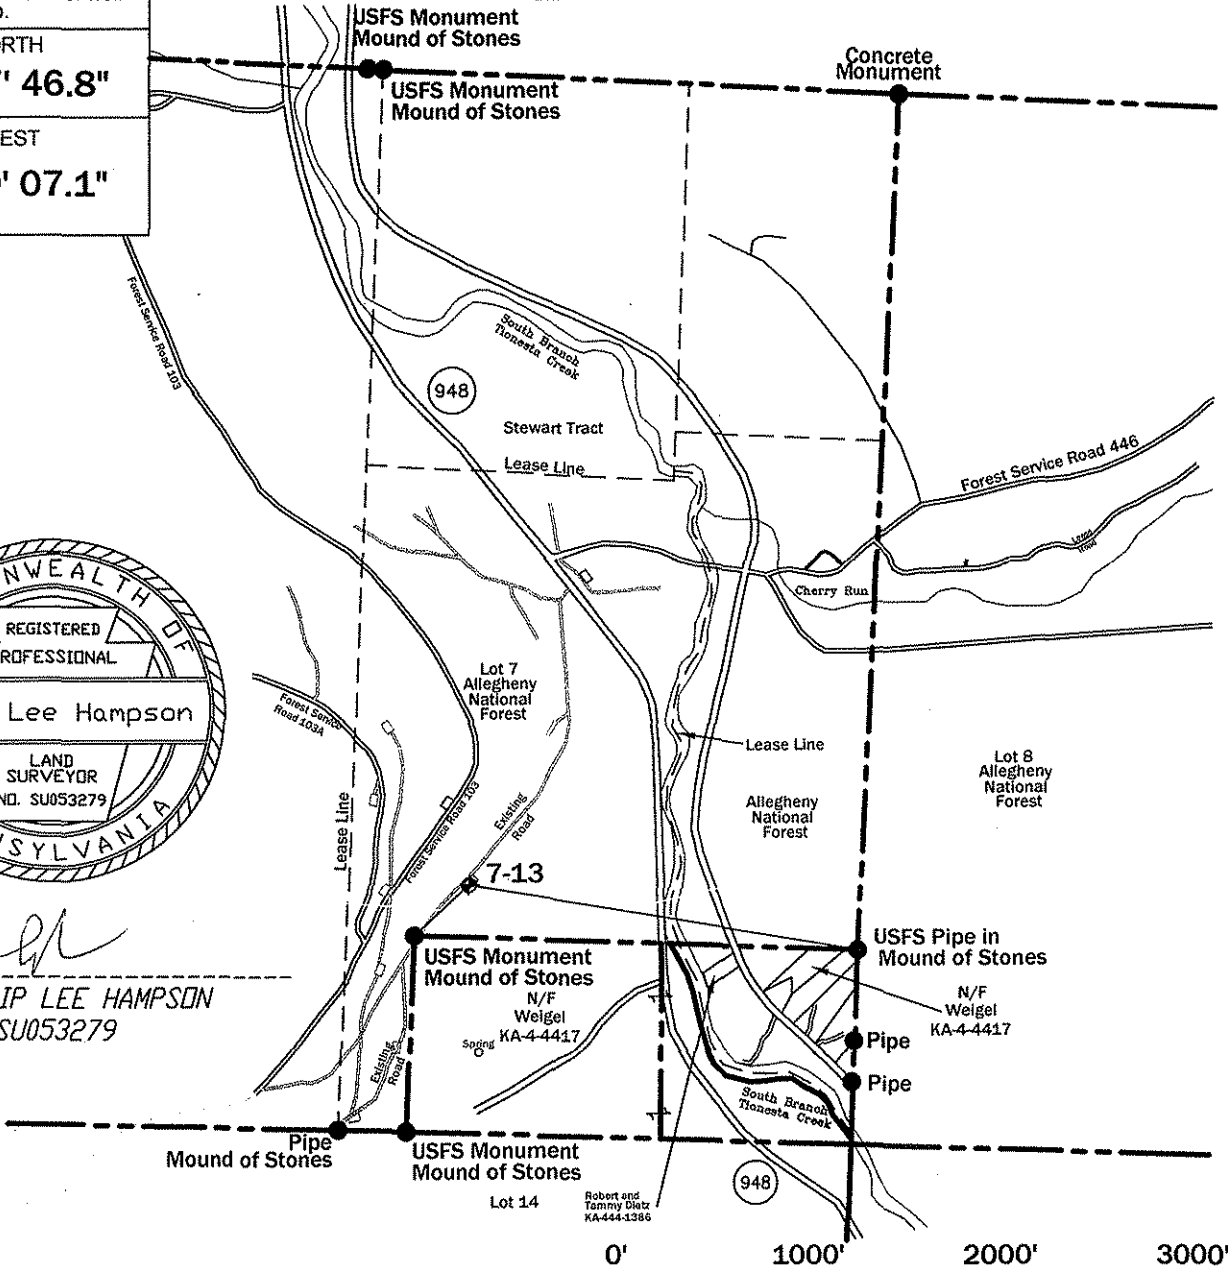 USFS Monument
Mound of Stones
RTH
46.8"
USFS Monument
Mound of Stones
Concrete
Monument
EST
' 07.1"
Forest Service Road 103
South Branch
Tionesta Creek
948
Stewart Tract
Lease Line
Forest Service Road 446
Cherry Run
NWEALTH OF
REGISTERED
ROFESSIONAL
Lee Hampson
LAND
SURVEYOR
NO. SU053279
NSYLVANIA
Lot 7
Allegheny
National
Forest
Forest Service
Road 103A
Lease Line
Lot 8
Allegheny
National
Forest
Allegheny
National
Forest
Lease Line
Forest Service Road 103
Existing
Road
7-13
USFS Monument
Mound of Stones
USFS Pipe in
Mound of Stones
IP LEE HAMPSON
SU053279
N/F
Weigel
KA-4-4417
Spring
N/F
Weigel
KA-4-4417
Pipe
Pipe
Existing
Road
South Branch
Tionesta Creek
Pipe
Mound of Stones
USFS Monument
Mound of Stones
Lot 14
Robert and
Tammy Dietz
KA-444-1386
948
0' 1000' 2000' 3000'